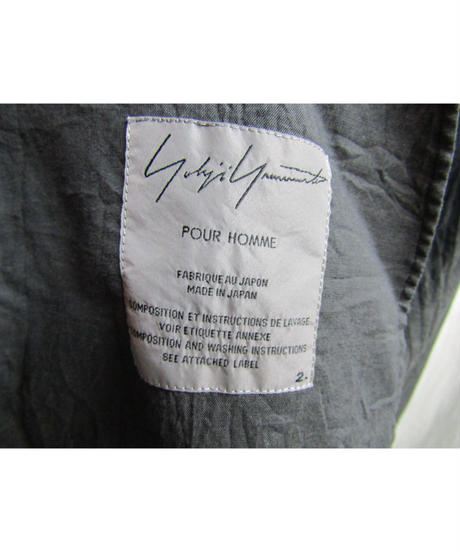 Yohji Yamamoto
POUR HOMME
FABRIQUE AU JAPON
MADE IN JAPAN
COMPOSITION ET INSTRUCTIONS DE LAVAGE
VOIR ETIQUETTE ANNEXE
COMPOSITION AND WASHING INSTRUCTIONS
SEE ATTACHED LABEL
2.